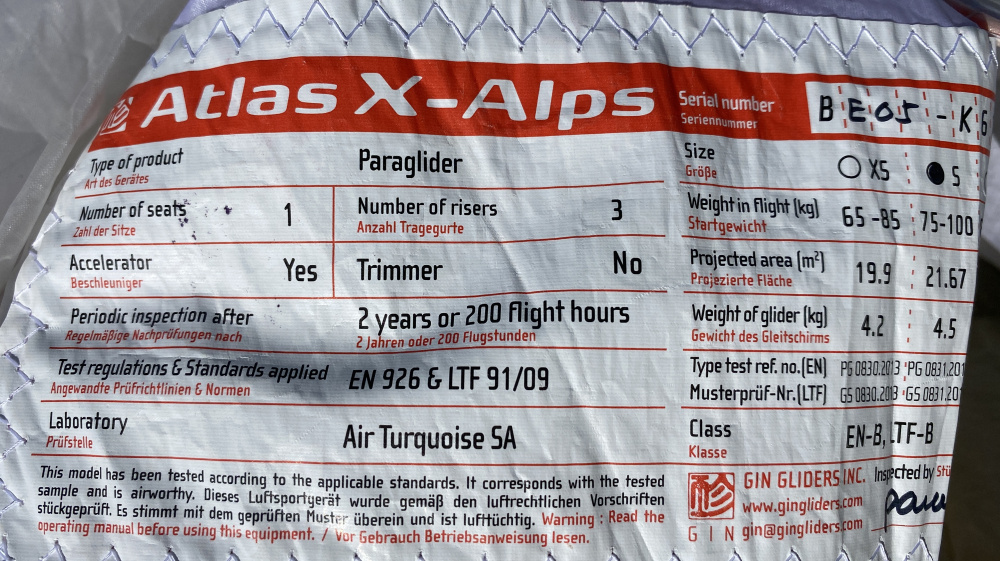 Atlas X-Alps
Serial number
Seriennummer
BE05-K6
Type of product
Art des Gerätes
Paraglider
Size
Größe
XS S
Number of seats
Zahl der Sitze
1
Number of risers
Anzahl Tragegurte
3
Weight in flight (kg)
Startgewicht
65-85 75-100
Accelerator
Beschleuniger
Yes
Trimmer
No
Projected area (m²)
Projezierte Fläche
19.9 21.67
Periodic inspection after
Regelmäßige Nachprüfungen nach
2 years or 200 flight hours
2 Jahren oder 200 Flugstunden
Weight of glider (kg)
Gewicht des Gleitschirms
4.2 4.5
Test regulations & Standards applied
Angewandte Prüfrichtlinien & Normen
EN 926 & LTF 91/09
Type test ref. no.(EN) PG 0830.2013 PG 0831.201
Musterprüf-Nr.(LTF) GS 0830.2013 GS 0831.201
Laboratory
Prüfstelle
Air Turquoise SA
Class
Klasse
EN-B, LTF-B
This model has been tested according to the applicable standards. It corresponds with the tested
sample and is airworthy. Dieses Luftsportgerät wurde gemäß den luftrechtlichen Vorschriften
stückgeprüft. Es stimmt mit dem geprüften Muster überein und ist lufttüchtig. Warning : Read the
operating manual before using this equipment. / Vor Gebrauch Betriebsanweisung lesen.
GIN
GIN GLIDERS INC.
www.gingliders.com
gin@gingliders.com
Inspected by Stü